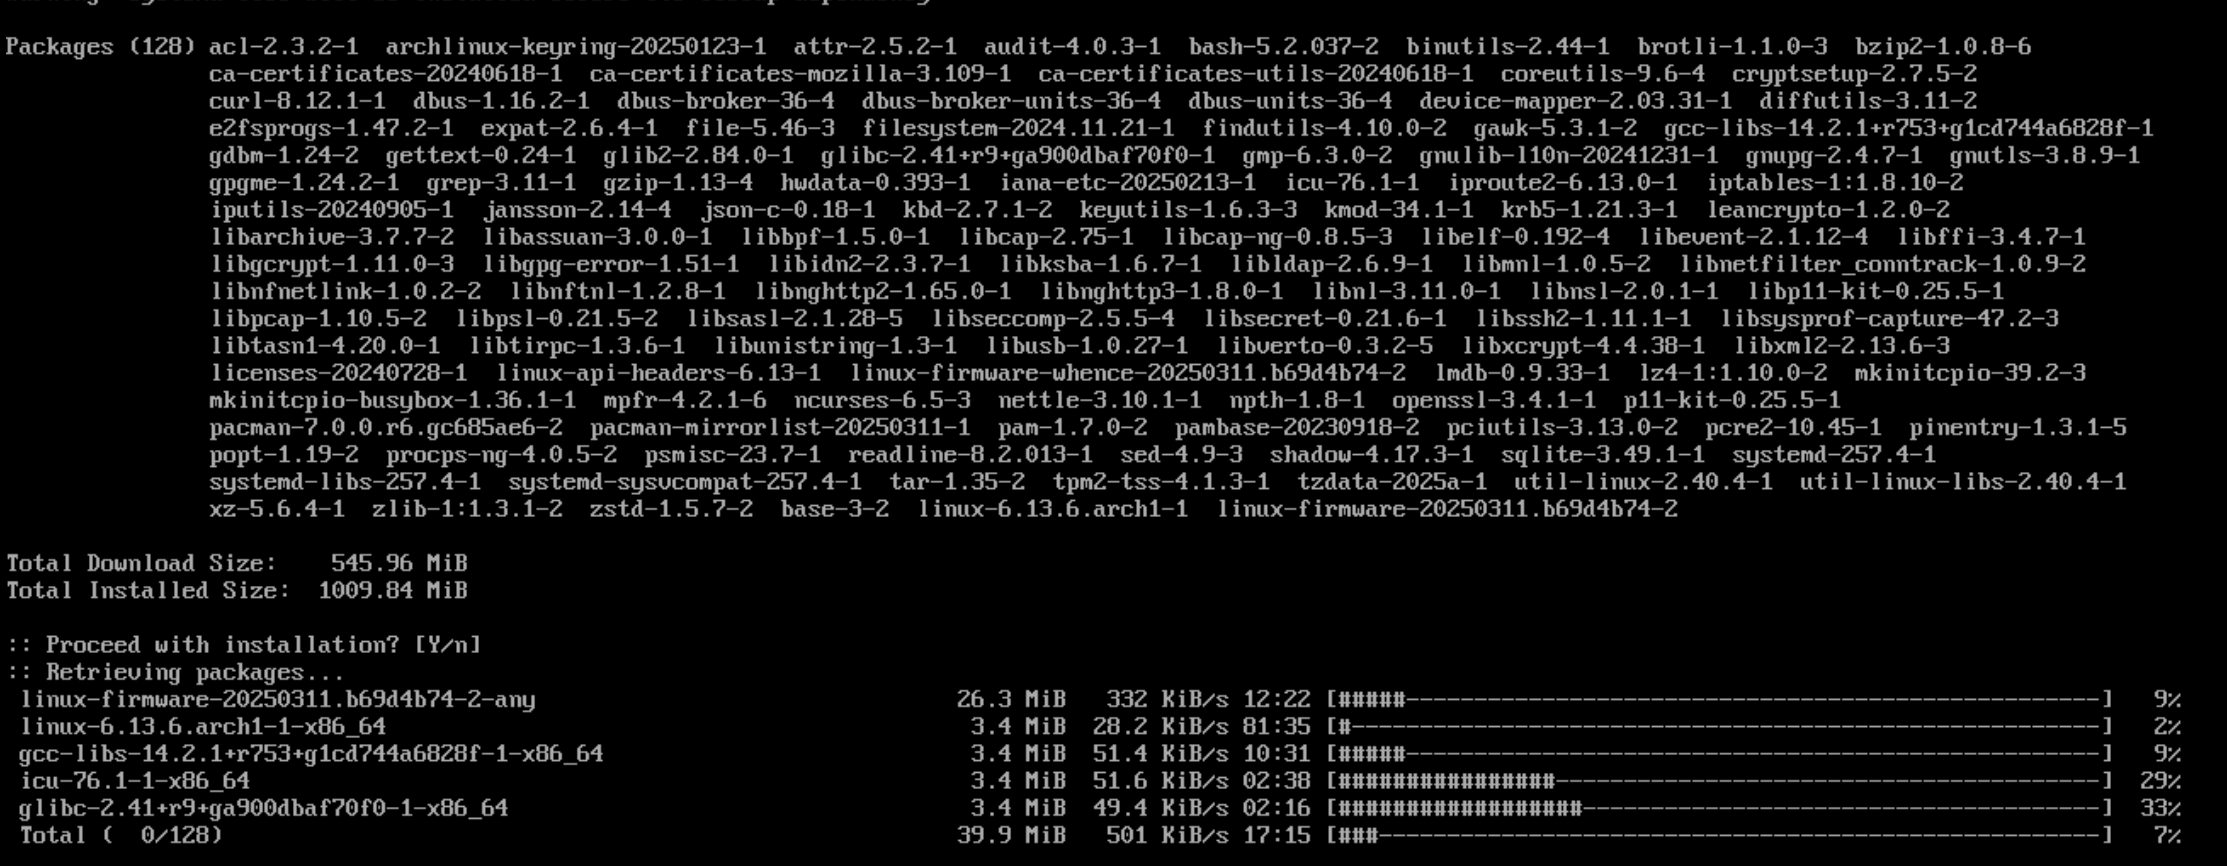 Packages (128) acl-2.3.2-1  archlinux-keyring-20250123-1  attr-2.5.2-1  audit-4.0.3-1  bash-5.2.037-2  binutils-2.44-1  brotli-1.1.0-3  bzip2-1.0.8-6
ca-certificates-20240618-1  ca-certificates-mozilla-3.109-1  ca-certificates-utils-20240618-1  coreutils-9.6-4  cryptsetup-2.7.5-2
curl-8.12.1-1  dbus-1.16.2-1  dbus-broker-36-4  dbus-broker-units-36-4  dbus-units-36-4  device-mapper-2.03.31-1  diffutils-3.11-2
e2fsprogs-1.47.2-1  expat-2.6.4-1  file-5.46-3  filesystem-2024.11.21-1  findutils-4.10.0-2  gawk-5.3.1-2  gcc-libs-14.2.1+r753+g1cd744a6828f-1
gdbm-1.24-2  gettext-0.24-1  glib2-2.84.0-1  glibc-2.41+r9+ga900dbaf70f0-1  gmp-6.3.0-2  gnulib-l10n-20241231-1  gnupg-2.4.7-1  gnutls-3.8.9-1
gpgme-1.24.2-1  grep-3.11-1  gzip-1.13-4  hwdata-0.393-1  iana-etc-20250213-1  icu-76.1-1  iproute2-6.13.0-1  iptables-1:1.8.10-2
iputils-20240905-1  jansson-2.14-4  json-c-0.18-1  kbd-2.7.1-2  keyutils-1.6.3-3  kmod-34.1-1  krb5-1.21.3-1  leancrypto-1.2.0-2
libarchive-3.7.7-2  libassuan-3.0.0-1  libbpf-1.5.0-1  libcap-2.75-1  libcap-ng-0.8.5-3  libelf-0.192-4  libevent-2.1.12-4  libffi-3.4.7-1
libgcrypt-1.11.0-3  libgpg-error-1.51-1  libidn2-2.3.7-1  libksba-1.6.7-1  libldap-2.6.9-1  libmnl-1.0.5-2  libnetfilter_conntrack-1.0.9-2
libnfnetlink-1.0.2-2  libnftnl-1.2.8-1  libnghttp2-1.65.0-1  libnghttp3-1.8.0-1  libnl-3.11.0-1  libnsl-2.0.1-1  libp11-kit-0.25.5-1
libpcap-1.10.5-2  libpsl-0.21.5-2  libsasl-2.1.28-5  libseccomp-2.5.5-4  libsecret-0.21.6-1  libssh2-1.11.1-1  libsysprof-capture-47.2-3
libtasn1-4.20.0-1  libtirpc-1.3.6-1  libunistring-1.3-1  libusb-1.0.27-1  libverto-0.3.2-5  libxcrypt-4.4.38-1  libxml2-2.13.6-3
licenses-20240728-1  linux-api-headers-6.13-1  linux-firmware-whence-20250311.b69d4b74-2  lmdb-0.9.33-1  lz4-1:1.10.0-2  mkinitcpio-39.2-3
mkinitcpio-busybox-1.36.1-1  mpfr-4.2.1-6  ncurses-6.5-3  nettle-3.10.1-1  npth-1.8-1  openssl-3.4.1-1  p11-kit-0.25.5-1
pacman-7.0.0.r6.gc685ae6-2  pacman-mirrorlist-20250311-1  pam-1.7.0-2  pambase-20230918-2  pciutils-3.13.0-2  pcre2-10.45-1  pinentry-1.3.1-5
popt-1.19-2  procps-ng-4.0.5-2  psmisc-23.7-1  readline-8.2.013-1  sed-4.9-3  shadow-4.17.3-1  sqlite-3.49.1-1  systemd-257.4-1
systemd-libs-257.4-1  systemd-sysvcompat-257.4-1  tar-1.35-2  tpm2-tss-4.1.3-1  tzdata-2025a-1  util-linux-2.40.4-1  util-linux-libs-2.40.4-1
xz-5.6.4-1  zlib-1:1.3.1-2  zstd-1.5.7-2  base-3-2  linux-6.13.6.arch1-1  linux-firmware-20250311.b69d4b74-2
Total Download Size:    545.96 MiB
Total Installed Size:  1009.84 MiB
:: Proceed with installation? [Y/n]
:: Retrieving packages...
linux-firmware-20250311.b69d4b74-2-any 26.3 MiB 332 KiB/s 12:22 [#####---------------------------------------------------] 9%
linux-6.13.6.arch1-1-x86_64 3.4 MiB 28.2 KiB/s 81:35 [#-------------------------------------------------------] 2%
gcc-libs-14.2.1+r753+g1cd744a6828f-1-x86_64 3.4 MiB 51.4 KiB/s 10:31 [#####---------------------------------------------------] 9%
icu-76.1-1-x86_64 3.4 MiB 51.6 KiB/s 02:38 [################----------------------------------------] 29%
glibc-2.41+r9+ga900dbaf70f0-1-x86_64 3.4 MiB 49.4 KiB/s 02:16 [##################--------------------------------------] 33%
Total (  0/128) 39.9 MiB 501 KiB/s 17:15 [###-----------------------------------------------------] 7%